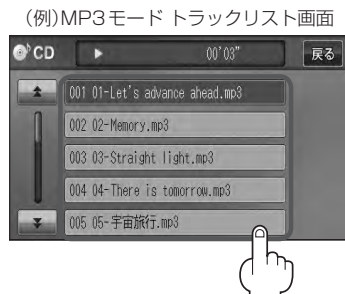 (例)MP3モード トラックリスト画面
CD ▶ 00'03" 戻る
001 01-Let's advance ahead.mp3
002 02-Memory.mp3
003 03-Straight light.mp3
004 04-There is tomorrow.mp3
005 05-宇宙旅行.mp3